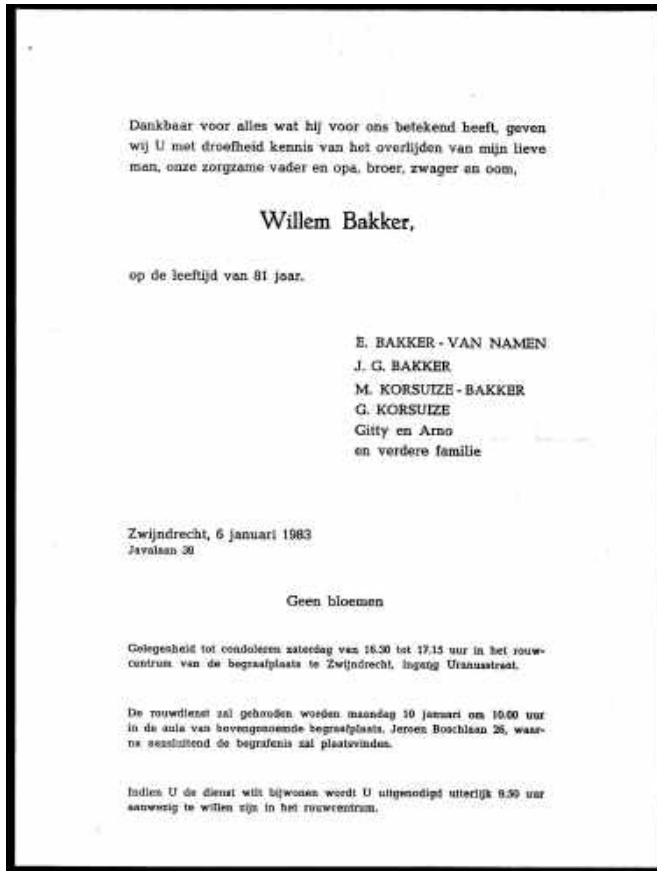 Dankbaar voor alles wat hij voor ons betekend heeft, geven
wij U met droefheid kennis van het overlijden van mijn lieve
man, onze zorgzame vader en opa, broer, zwager en oom,
Willem Bakker,
op de leeftijd van 81 jaar.
E. BAKKER - VAN NAMEN
J. G. BAKKER
M. KORSUIZE - BAKKER
G. KORSUIZE
Gitty en Arno
en verdere familie
Zwijndrecht, 6 januari 1983
Javalaan
Geen bloemen
Gelegenheid tot condoleren zaterdag van 16.30 tot 17.15 uur in het rouw-
centrum van de begraafplaats te Zwijndrecht, ingang Uranusstraat.
De rouwdienst zal gehouden worden maandag 10 januari om 10.00 uur
in de aula van bovengenoemde begraafplaats, Jeroen Boschlaan 26, waar-
na aansluitend de begrafenis zal plaatsvinden.
Indien U de dienst wilt bijwonen wordt U uitgenodigd uiterlijk 9.50 uur
aanwezig te willen zijn in het rouwcentrum.